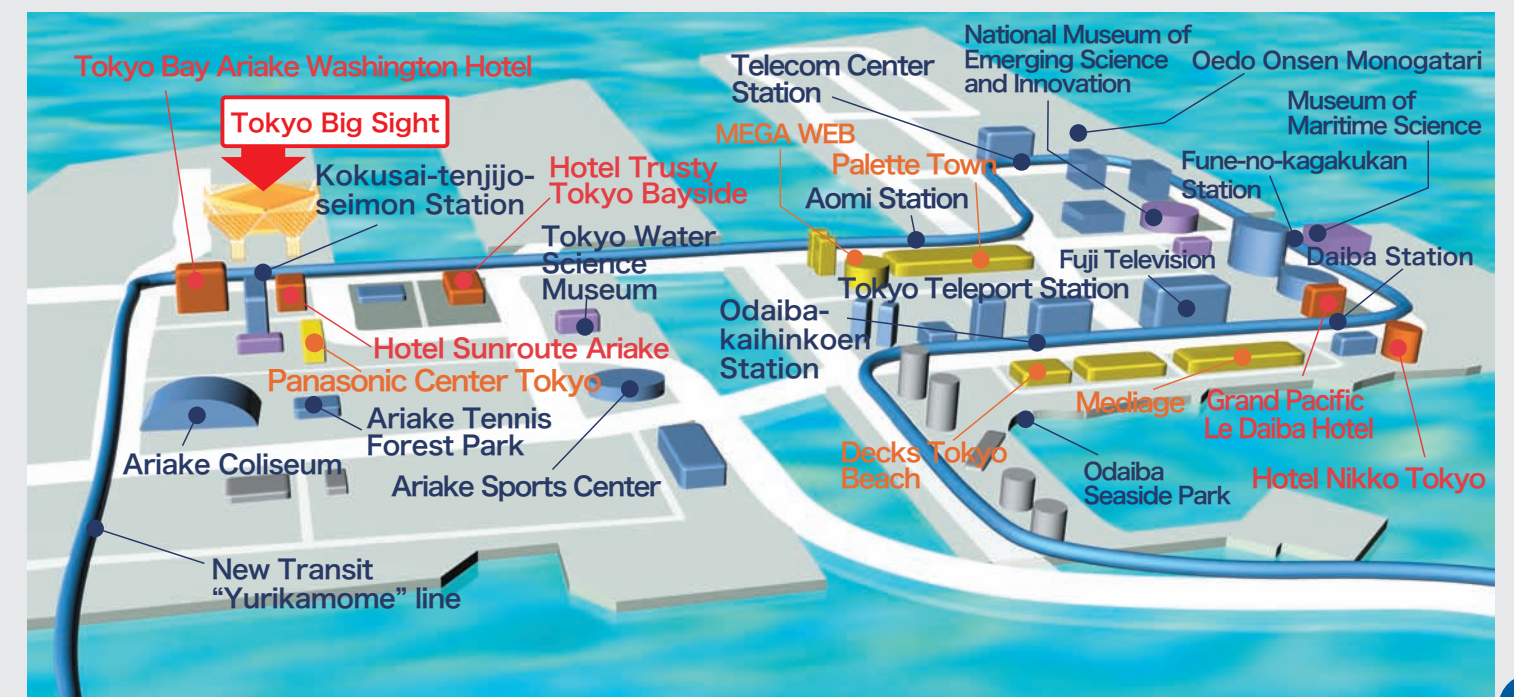 Tokyo Bay Ariake Washington Hotel
Tokyo Big Sight
Kokusai-tenjijo-
seimon Station
Hotel Trusty
Tokyo Bayside
Tokyo Water
Science
Museum
Hotel Sunroute Ariake
Panasonic Center Tokyo
Ariake Tennis
Forest Park
Ariake Coliseum
Ariake Sports Center
New Transit
“Yurikamome” line
Telecom Center
Station
National Museum of
Emerging Science
and Innovation
Oedo Onsen Monogatari
Museum of
Maritime Science
MEGA WEB
Palette Town
Fune-no-kagakukan
Station
Aomi Station
Fuji Television
Daiba Station
Tokyo Teleport Station
Odaiba-
kaihinkoen
Station
Mediage
Grand Pacific
Le Daiba Hotel
Decks Tokyo
Beach
Odaiba
Seaside Park
Hotel Nikko Tokyo